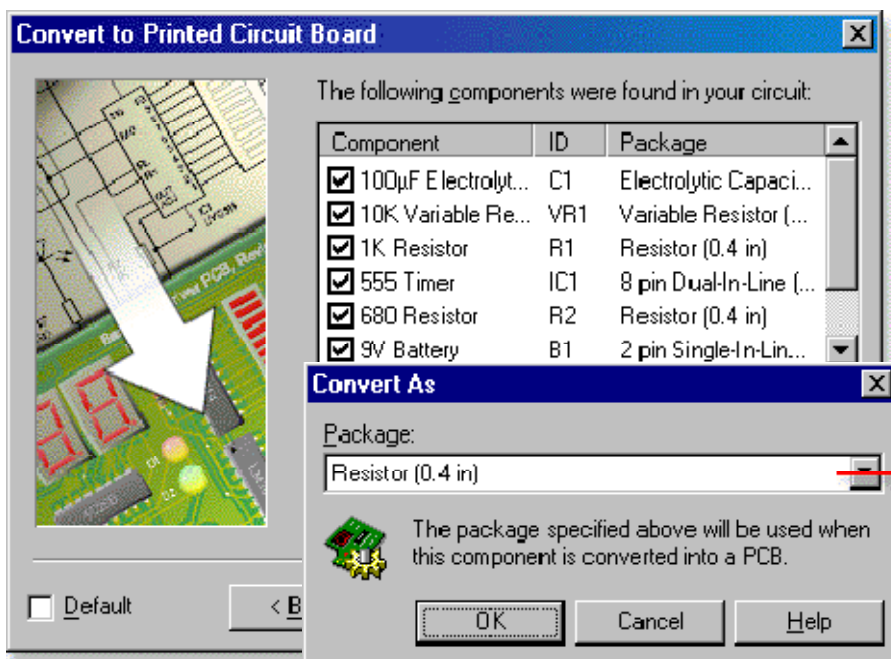 Convert to Printed Circuit Board
The following components were found in your circuit:
Component ID Package
100µF Electrolyt... C1 Electrolytic Capaci...
10K Variable Re... VR1 Variable Resistor (...
1K Resistor R1 Resistor (0.4 in)
555 Timer IC1 8 pin Dual-In-Line (...
680 Resistor R2 Resistor (0.4 in)
9V Battery B1 2 pin Single-In-Lin...
Convert As
Package:
Resistor (0.4 in)
The package specified above will be used when
this component is converted into a PCB.
Default
< B
OK Cancel Help